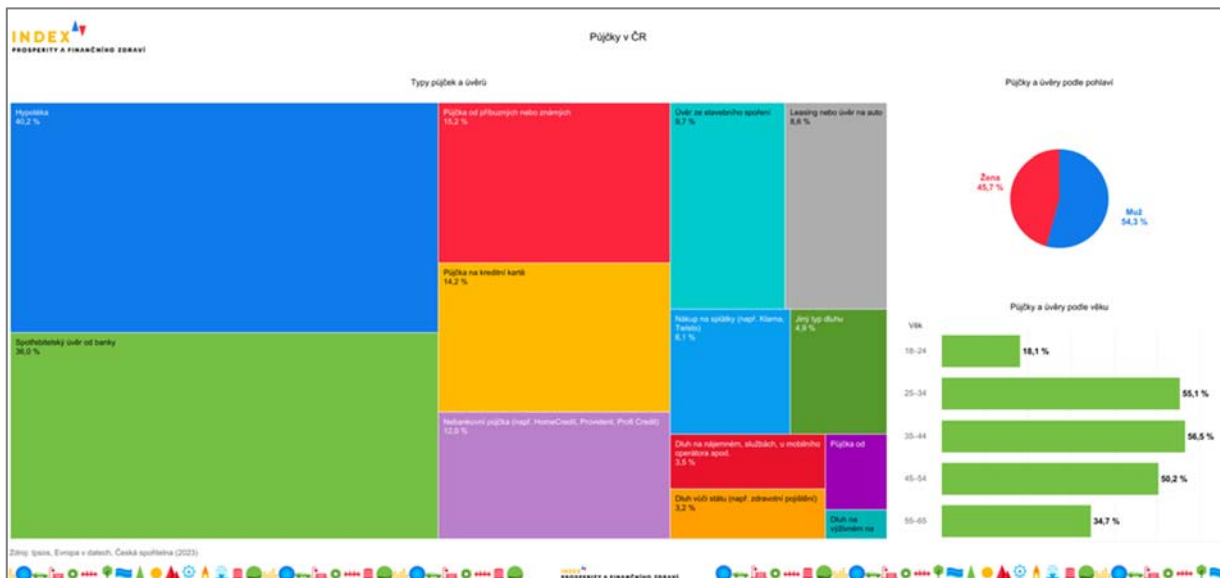 INDEX
PROSPERITY A FINANČNÍHO ZDRAVÍ
Půjčky v ČR
Typy půjček a úvěrů
Hypotéka
40,2 %
Spotřebitelský úvěr od banky
36,0 %
Půjčka od příbuzných nebo známých
15,2 %
Půjčka na kreditní kartě
14,2 %
Nebankovní půjčka (např. HomeCredit, Provident, Profi Credit)
12,0 %
Úvěr ze stavebního spoření
9,7 %
Leasing nebo úvěr na auto
8,6 %
Nákup na splátky (např. Klarna,
Twisto)
6,1 %
Jiný typ dluhu
4,9 %
Dluh na nájemném, službách, u mobilního
operátora apod.
3,5 %
Půjčka od
Dluh vůči státu (např. zdravotní pojištění)
3,2 %
Dluh na
výživném na
Půjčky a úvěry podle pohlaví
Žena
45,7 %
Muž
54,3 %
Půjčky a úvěry podle věku
Věk
18–24
18,1 %
25–34
55,1 %
35–44
56,5 %
45–54
50,2 %
55–65
34,7 %
Zdroj: Ipsos, Evropa v datech, Česká spořitelna (2023)
INDEX
PROSPERITY A FINANČNÍHO ZDRAVÍ